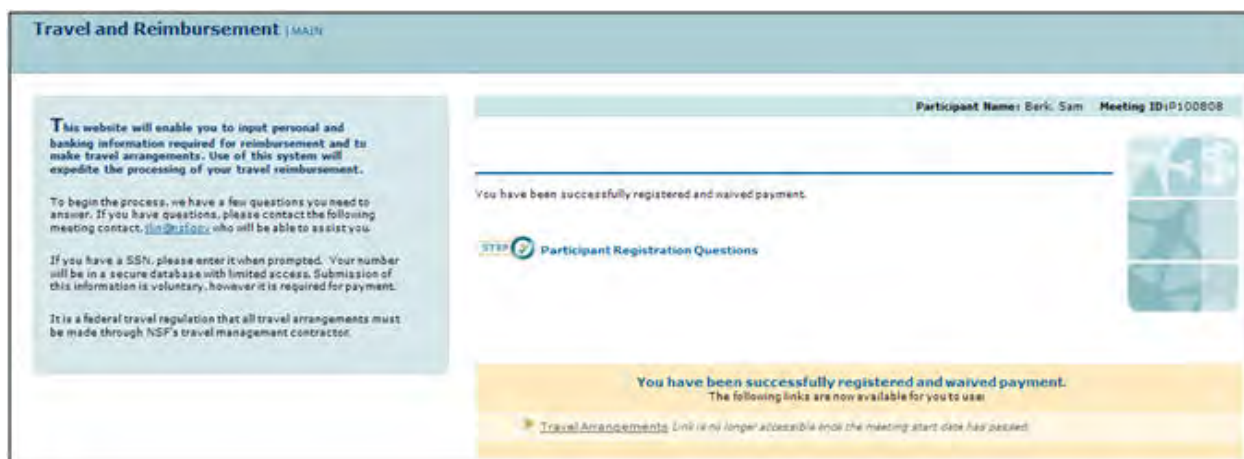 Travel and Reimbursement | MAIN
This website will enable you to input personal and
banking information required for reimbursement and to
make travel arrangements. Use of this system will
expedite the processing of your travel reimbursement.
To begin the process, we have a few questions you need to
answer. If you have questions, please contact the following
meeting contact, who will be able to assist you.
If you have a SSN, please enter it when prompted. Your number
will be in a secure database with limited access. Submission of
this information is voluntary, however it is required for payment.
It is a federal travel regulation that all travel arrangements must
be made through NSF's travel management contractor.
Participant Name: Berk, Sam Meeting ID:P100808
You have been successfully registered and waived payment.
STEP Participant Registration Questions
You have been successfully registered and waived payment.
The following links are now available for you to use:
Travel Arrangements Link is no longer accessible once the meeting start date has passed.